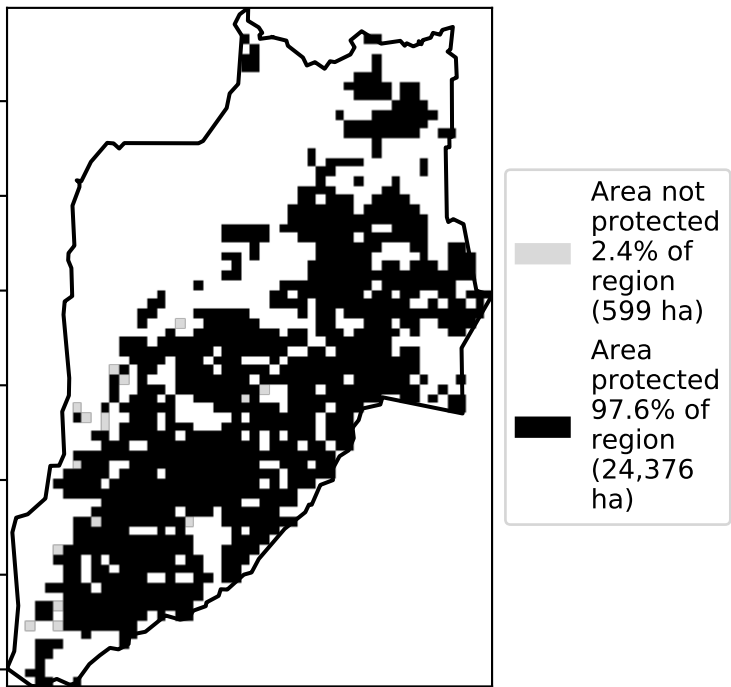 Area not
protected
2.4% of
region
(599 ha)
Area
protected
97.6% of
region
(24,376
ha)